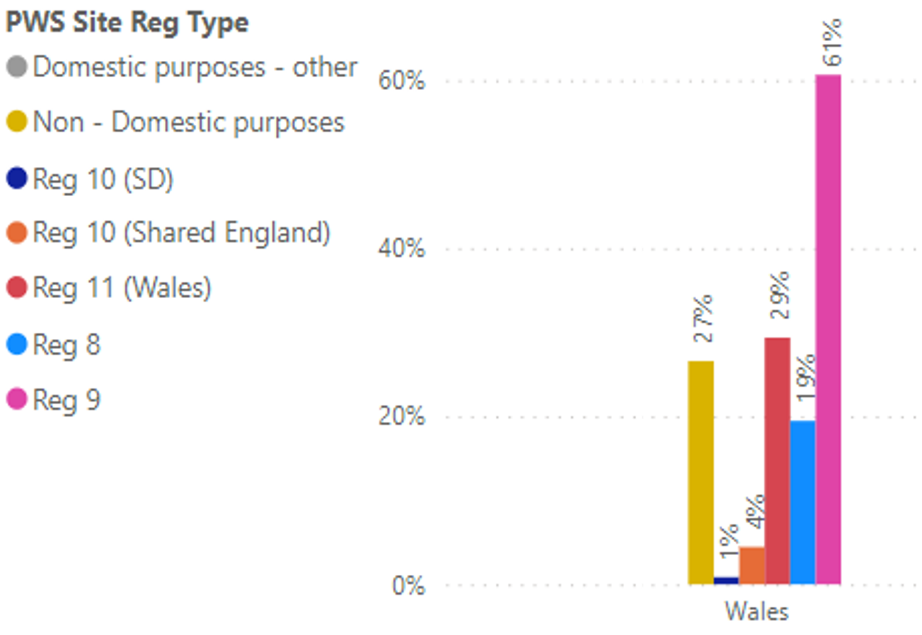 PWS Site Reg Type
Domestic purposes - other
Non - Domestic purposes
Reg 10 (SD)
Reg 10 (Shared England)
Reg 11 (Wales)
Reg 8
Reg 9
60%
40%
20%
0%
27%
1%
4%
29%
19%
61%
Wales